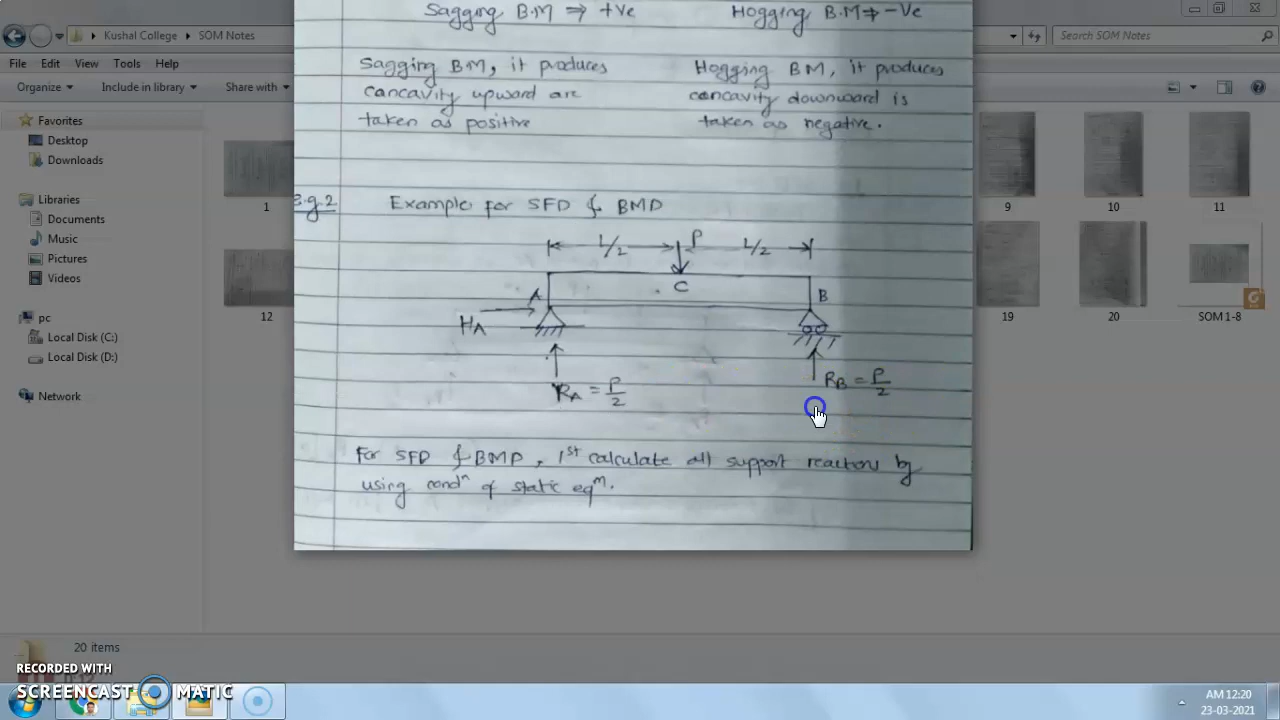 Sagging B.M ⇒ +Ve
Hogging B.M ⇒ -Ve
Kushal College
SOM Notes
Search SOM Notes
File Edit View Tools Help
Organize
Include in library
Share with
Favorites
Desktop
Downloads
Libraries
Documents
Music
Pictures
Videos
pc
Local Disk (C:)
Local Disk (D:)
Network
Sagging BM, it produces
concavity upward are
taken as positive
Hogging BM, it produces
concavity downward is
taken as negative.
E.g.2
Example for SFD & BMD
L/2
P
L/2
C
A
B
HA
RA = P/2
RB = P/2
For SFD & BMD, 1st calculate all support reactions by
using condn of static eqm.
1
9
10
11
12
19
20
SOM 1-8
20 items
RECORDED WITH
SCREENCAST MATIC
AM 12:20
23-03-2021